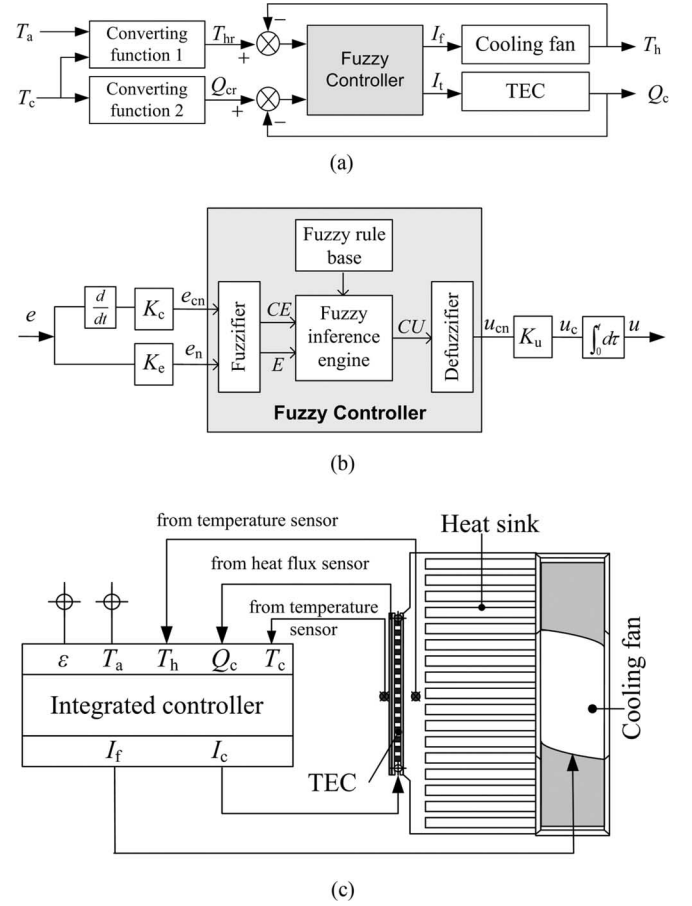 Ta
Converting
function 1
Thr
−
+
Fuzzy
Controller
If
Cooling fan
Th
Tc
Converting
function 2
Qcr
+
−
It
TEC
Qc
(a)
Fuzzy rule
base
e
d/dt
Kc
ecn
Ke
en
Fuzzifier
CE
E
Fuzzy
inference
engine
CU
Defuzzifier
ucn
Ku
uc
∫₀ᵗ dτ
u
Fuzzy Controller
(b)
from temperature sensor
Heat sink
from heat flux sensor
from temperature
sensor
ε Ta Th Qc Tc
Integrated controller
If Ic
TEC
Cooling fan
(c)